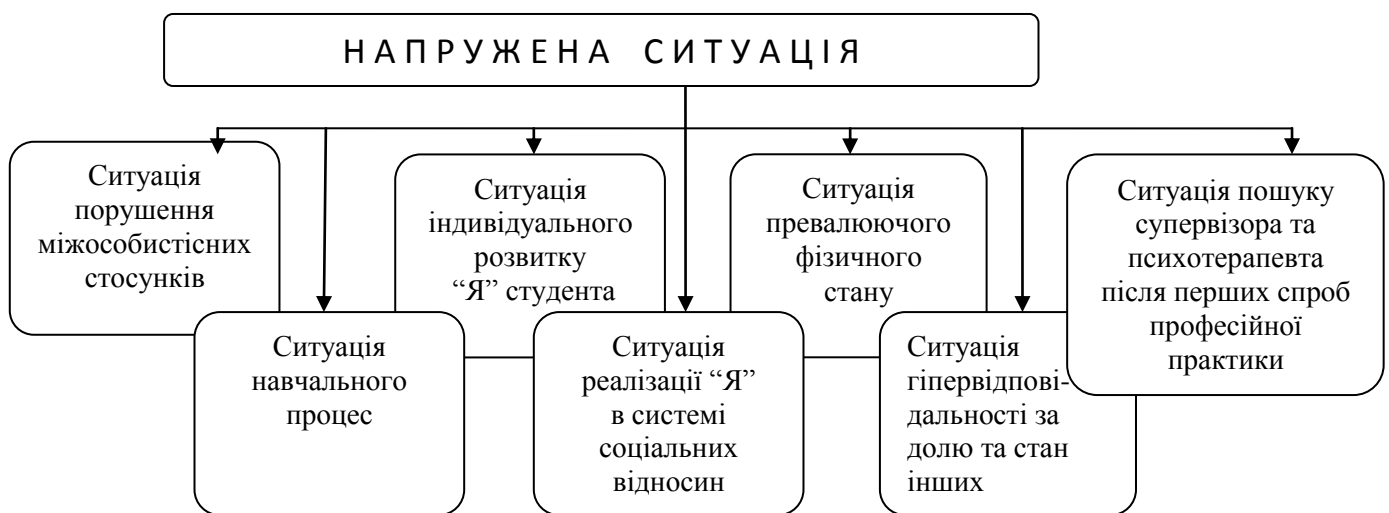 Н А П Р У Ж Е Н А С И Т У А Ц І Я
Ситуація
порушення
міжособистісних
стосунків
Ситуація
навчального
процес
Ситуація
індивідуального
розвитку
“Я” студента
Ситуація
реалізації “Я”
в системі
соціальних
відносин
Ситуація
превалюючого
фізичного
стану
Ситуація
гіпервідпові-
дальності за
долю та стан
інших
Ситуація пошуку
супервізора та
психотерапевта
після перших спроб
професійної
практики